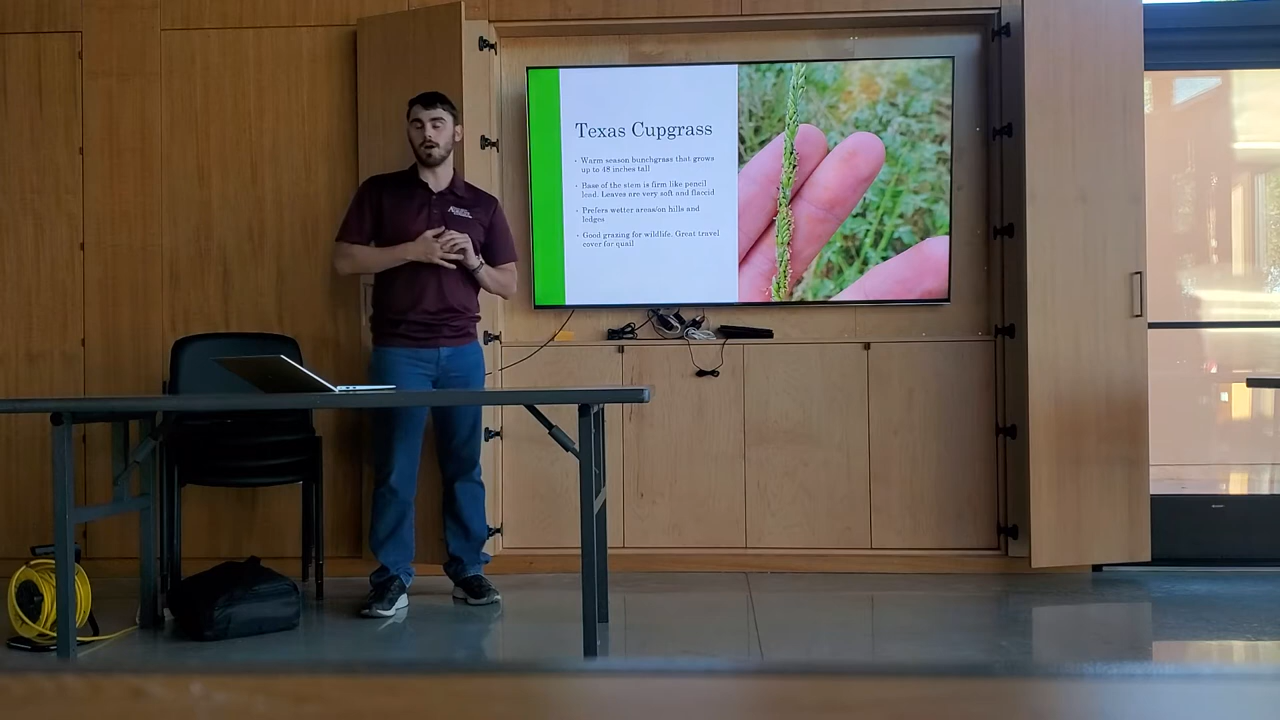 Texas Cupgrass
• Warm season bunchgrass that grows
up to 48 inches tall
• Base of the stem is firm like pencil
lead. Leaves are very soft and flaccid
• Prefers wetter areas/on hills and
ledges
• Good grazing for wildlife. Great travel
cover for quail